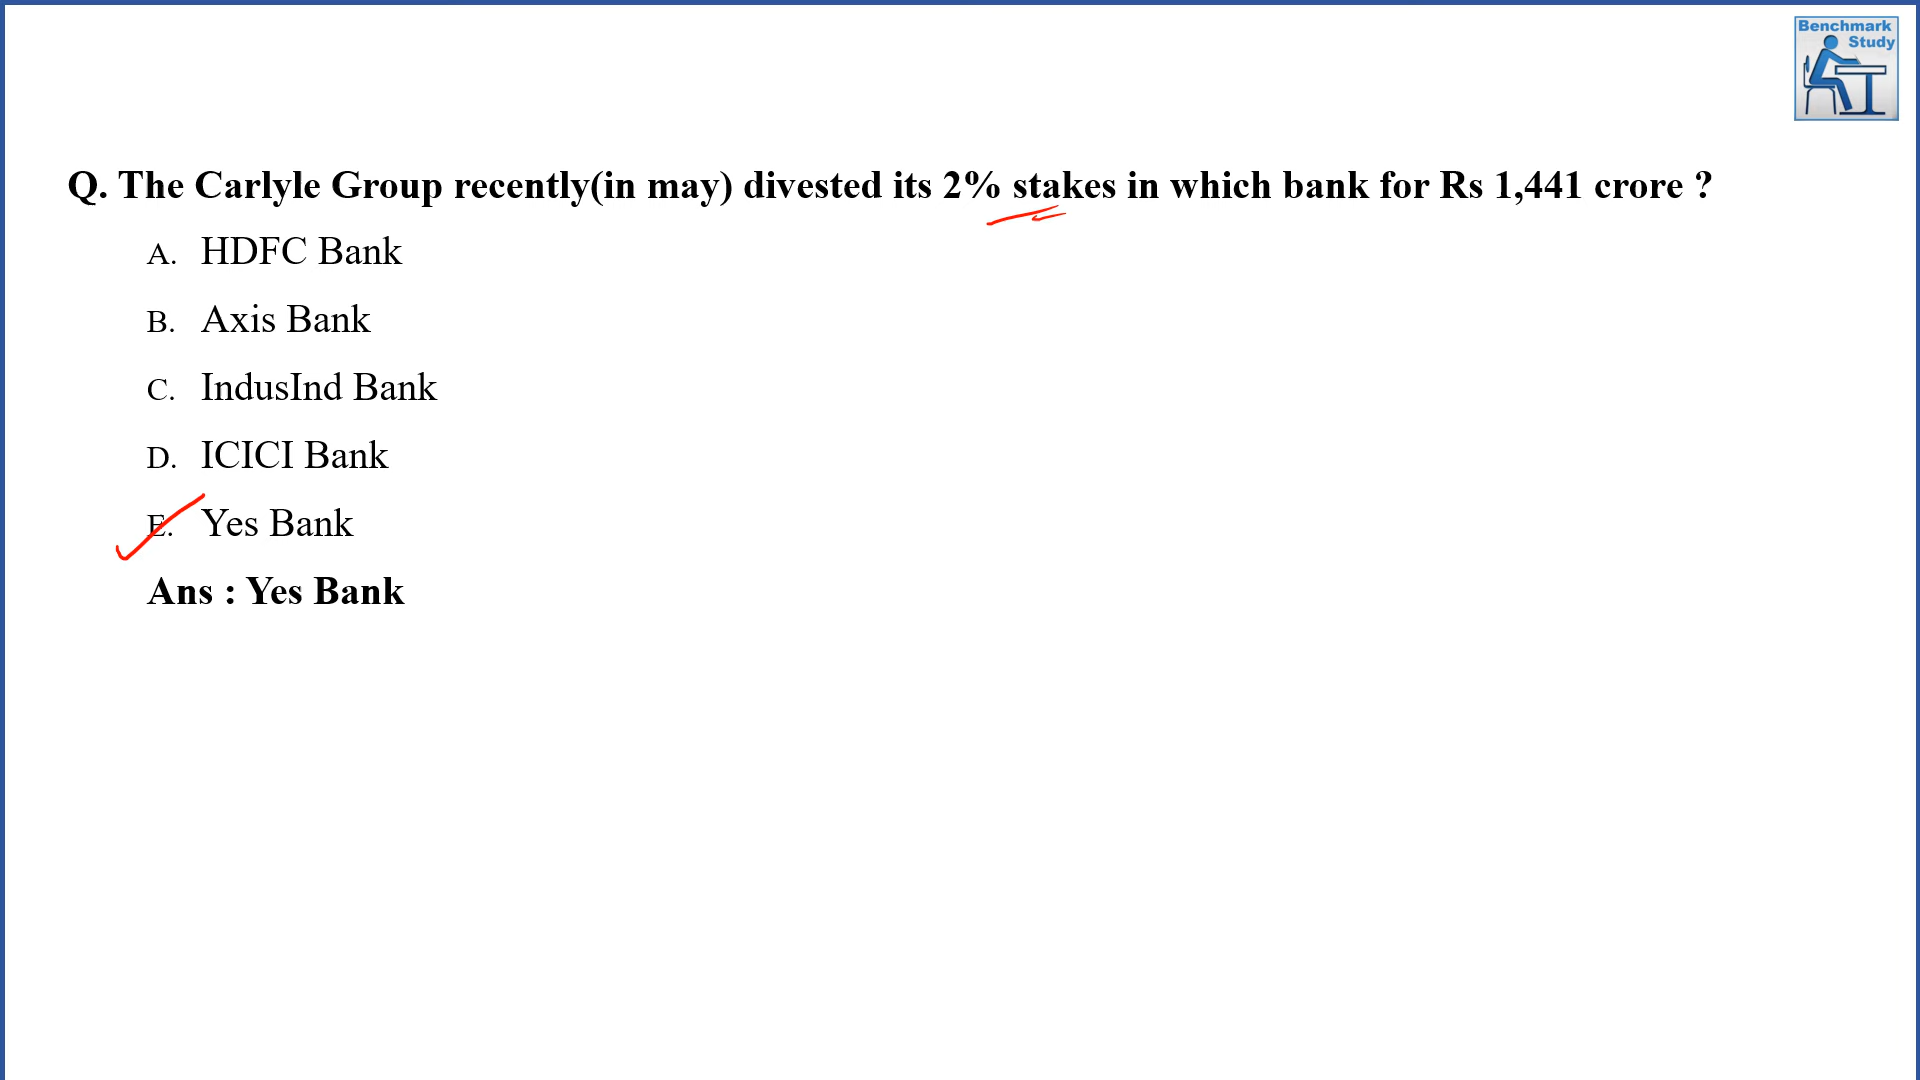 Benchmark
Study
Q. The Carlyle Group recently(in may) divested its 2% stakes in which bank for Rs 1,441 crore ?
A. HDFC Bank
B. Axis Bank
C. IndusInd Bank
D. ICICI Bank
E. Yes Bank
Ans : Yes Bank